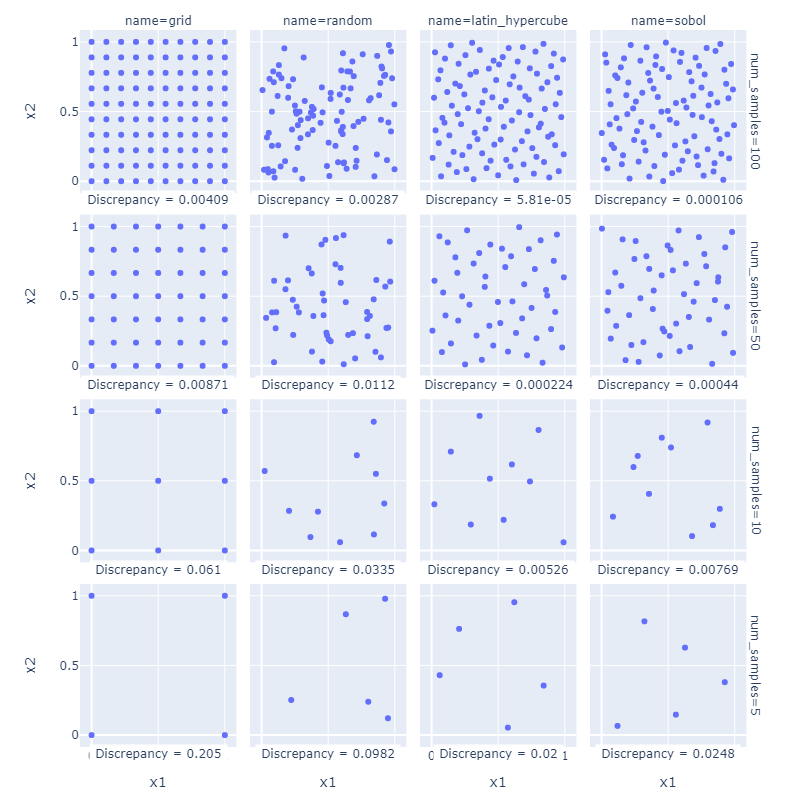 name=grid name=random name=latin_hypercube name=sobol
1
0.5
0
x2
num_samples=100
Discrepancy = 0.00409 Discrepancy = 0.00287 Discrepancy = 5.81e-05 Discrepancy = 0.000106
1
0.5
0
x2
num_samples=50
Discrepancy = 0.00871 Discrepancy = 0.0112 Discrepancy = 0.000224 Discrepancy = 0.00044
1
0.5
0
x2
num_samples=10
Discrepancy = 0.061 Discrepancy = 0.0335 Discrepancy = 0.00526 Discrepancy = 0.00769
1
0.5
0
x2
num_samples=5
Discrepancy = 0.205 Discrepancy = 0.0982 0 Discrepancy = 0.02 1 Discrepancy = 0.0248
x1 x1 x1 x1